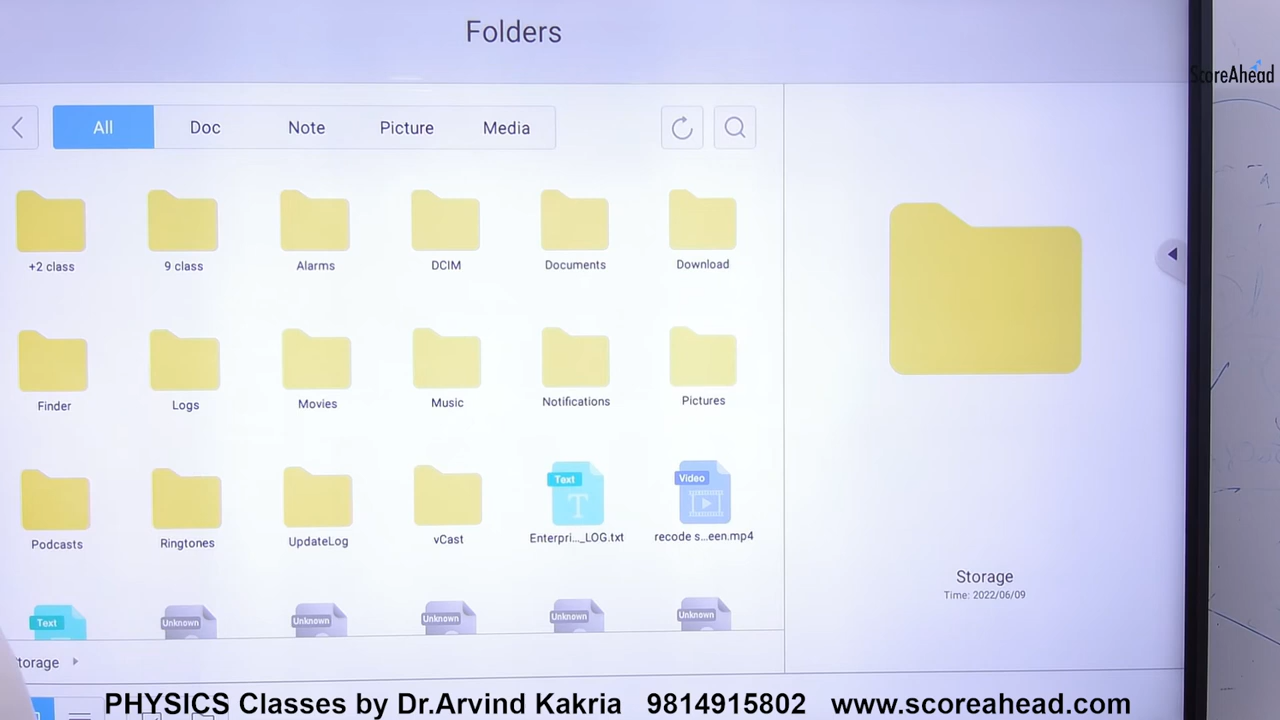 Folders
ScoreAhead
All Doc Note Picture Media
+2 class 9 class Alarms DCIM Documents Download
Finder Logs Movies Music Notifications Pictures
Text Video
Podcasts Ringtones UpdateLog vCast Enterpri..._LOG.txt recode s...een.mp4
Storage
Time: 2022/06/09
Text Unknown Unknown Unknown Unknown Unknown
torage
PHYSICS Classes by Dr.Arvind Kakria 9814915802 www.scoreahead.com